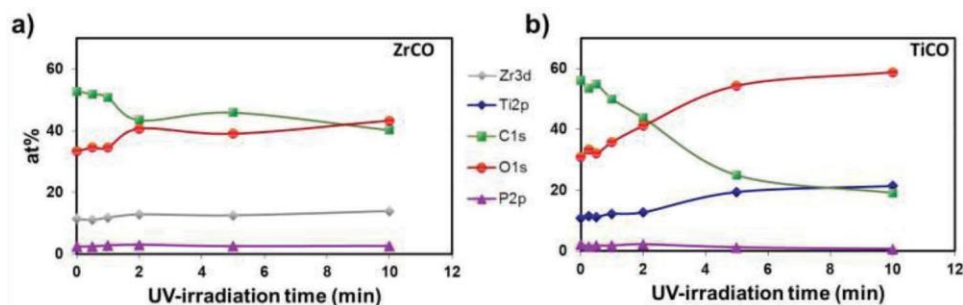 a)
ZrCO
60
40
20
0
at%
0 2 4 6 8 10 12
UV-irradiation time (min)
Zr3d
Ti2p
C1s
O1s
P2p
b)
TiCO
60
40
20
0
0 2 4 6 8 10 12
UV-irradiation time (min)